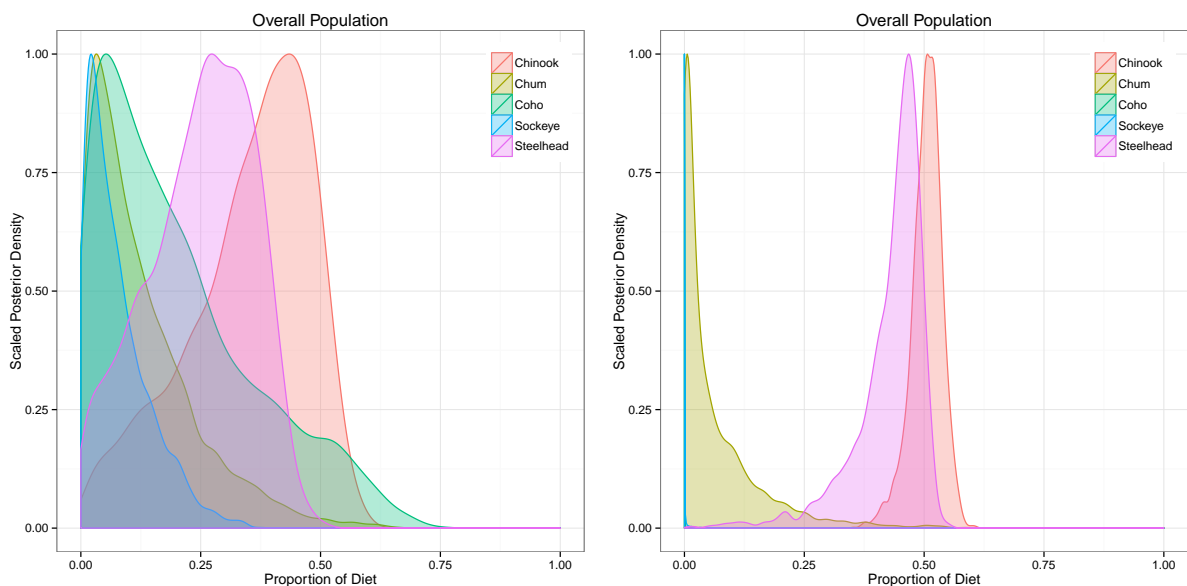 Overall Population
1.00
0.75
0.50
0.25
0.00
Scaled Posterior Density
0.00 0.25 0.50 0.75 1.00
Proportion of Diet
Chinook
Chum
Coho
Sockeye
Steelhead
Overall Population
1.00
0.75
0.50
0.25
0.00
Scaled Posterior Density
0.00 0.25 0.50 0.75 1.00
Proportion of Diet
Chinook
Chum
Coho
Sockeye
Steelhead